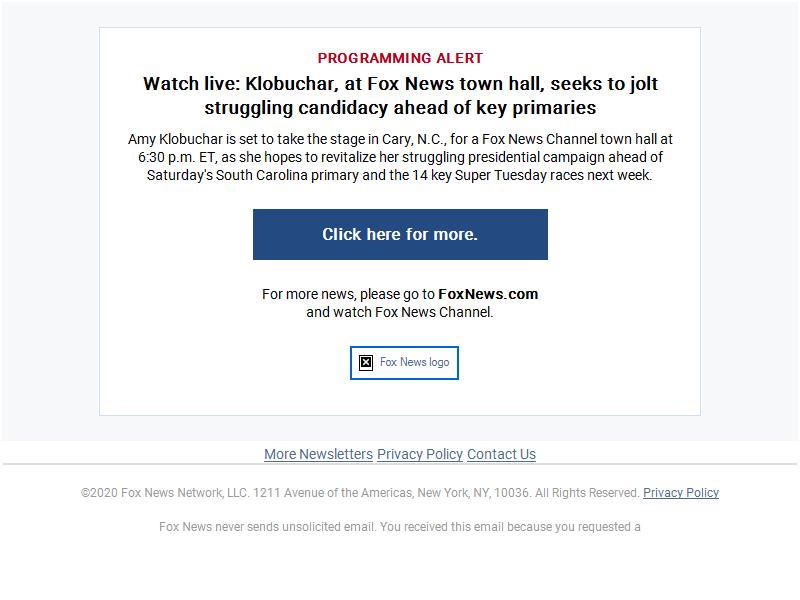 PROGRAMMING ALERT
Watch live: Klobuchar, at Fox News town hall, seeks to jolt
struggling candidacy ahead of key primaries
Amy Klobuchar is set to take the stage in Cary, N.C., for a Fox News Channel town hall at
6:30 p.m. ET, as she hopes to revitalize her struggling presidential campaign ahead of
Saturday's South Carolina primary and the 14 key Super Tuesday races next week.
Click here for more.
For more news, please go to FoxNews.com
and watch Fox News Channel.
Fox News logo
More Newsletters Privacy Policy Contact Us
©2020 Fox News Network, LLC. 1211 Avenue of the Americas, New York, NY, 10036. All Rights Reserved. Privacy Policy
Fox News never sends unsolicited email. You received this email because you requested a